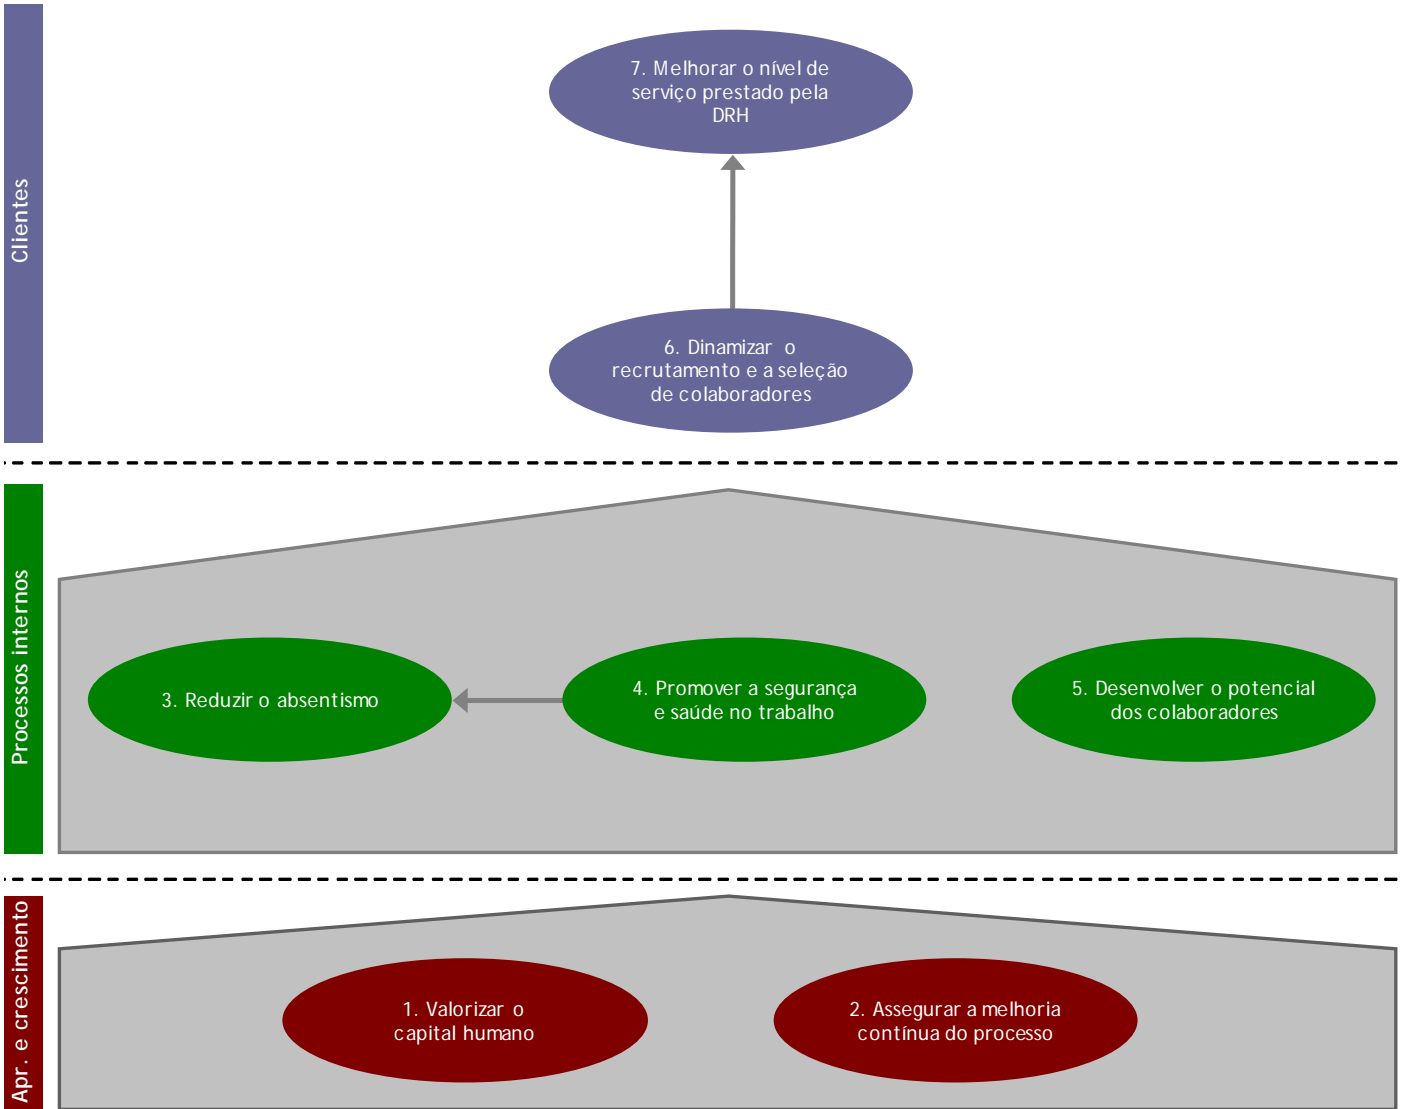 Clientes
7. Melhorar o nível de
serviço prestado pela
DRH
6. Dinamizar o
recrutamento e a seleção
de colaboradores
Processos internos
3. Reduzir o absentismo
4. Promover a segurança
e saúde no trabalho
5. Desenvolver o potencial
dos colaboradores
Apr. e crescimento
1. Valorizar o
capital humano
2. Assegurar a melhoria
contínua do processo